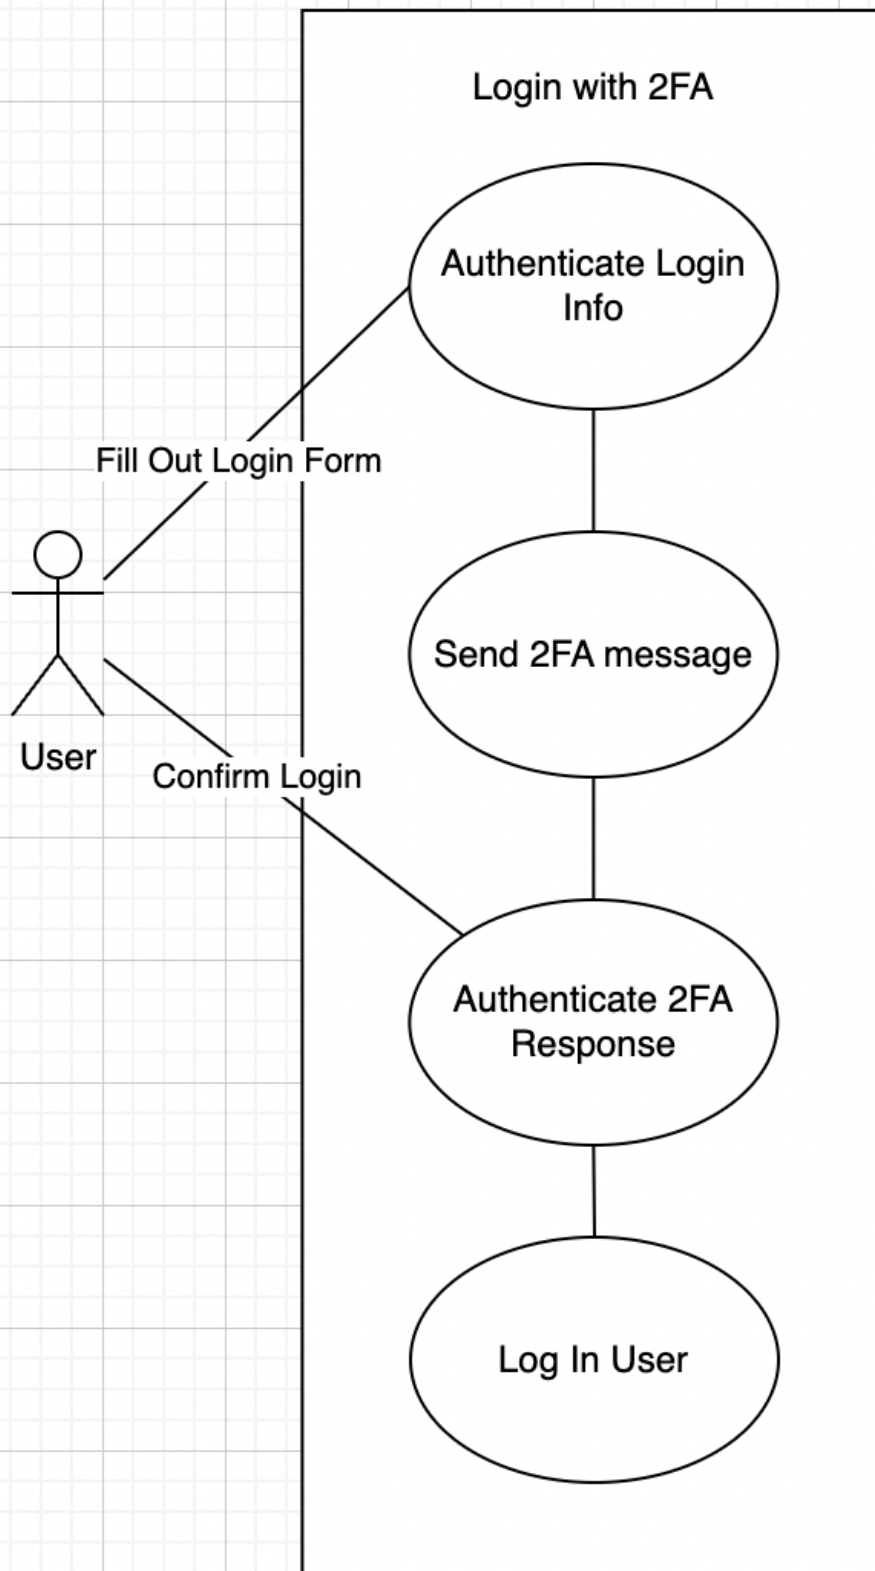 Login with 2FA
Authenticate Login
Info
Fill Out Login Form
Send 2FA message
User
Confirm Login
Authenticate 2FA
Response
Log In User